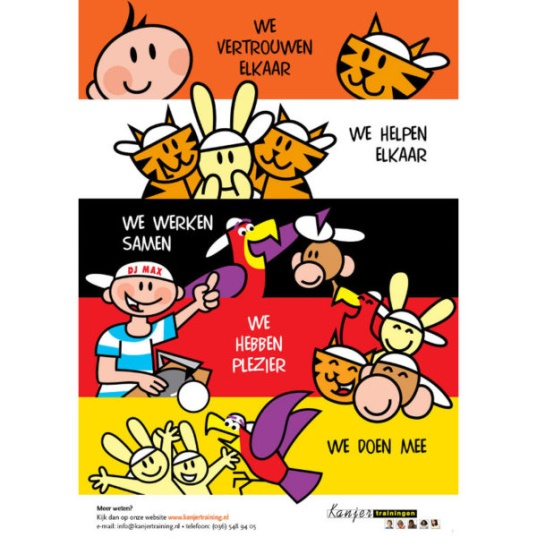 WE
VERTROUWEN
ELKAAR
WE HELPEN
ELKAAR
WE WERKEN
SAMEN
DJ MAX
WE
HEBBEN
PLEZIER
WE DOEN MEE
Meer weten?
Kijk dan op onze website www.kanjertraining.nl
e-mail: info@kanjertraining.nl • telefoon: (036) 548 94 05
Kanjer trainingen